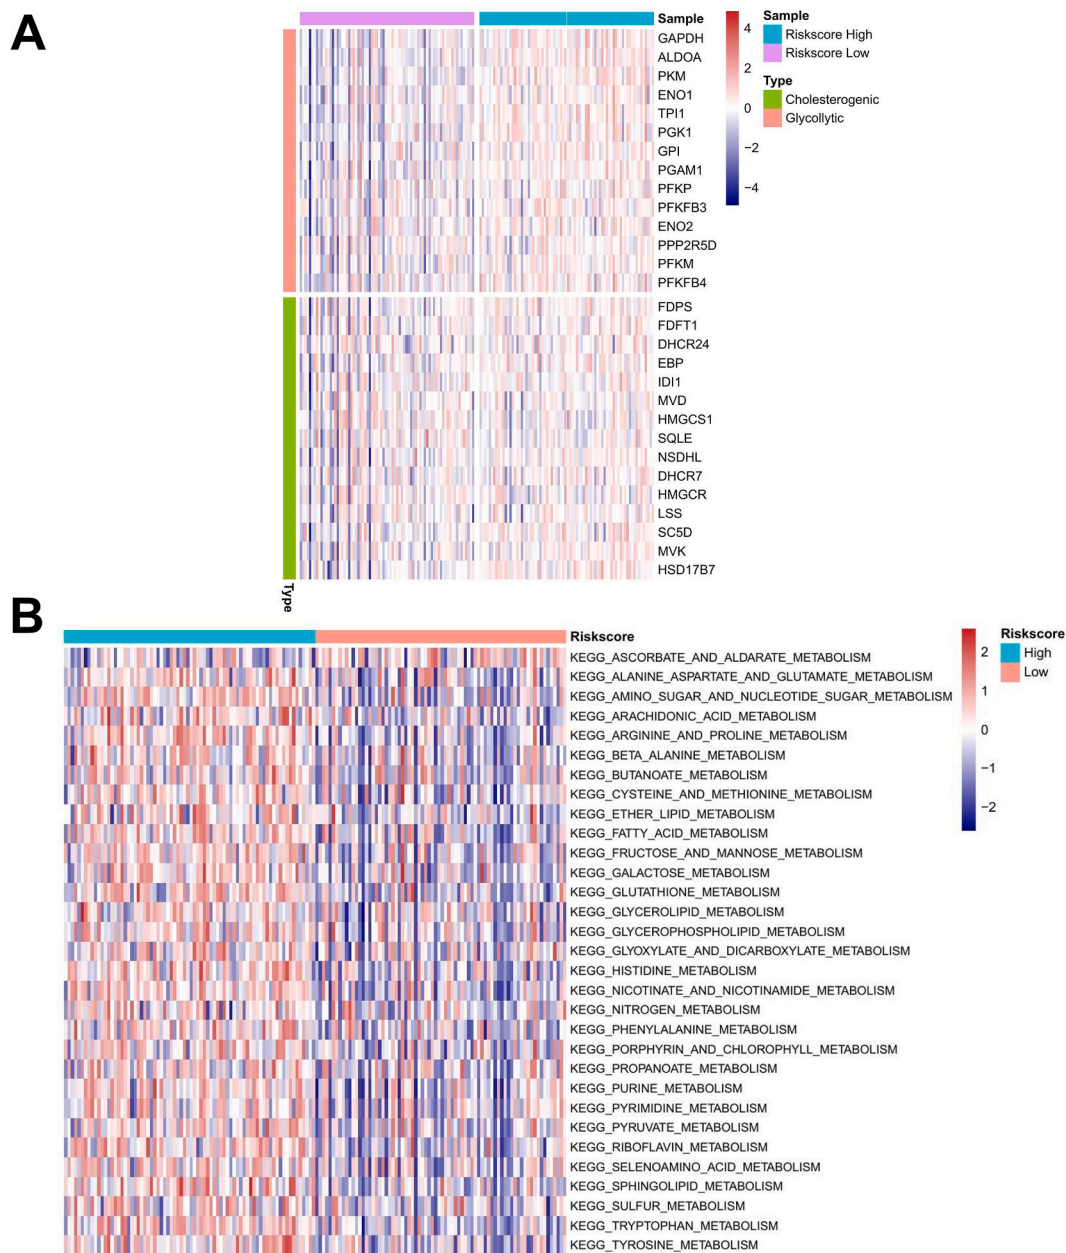 A
Sample
GAPDH
ALDOA
PKM
ENO1
TPI1
PGK1
GPI
PGAM1
PFKP
PFKFB3
ENO2
PPP2R5D
PFKM
PFKFB4
FDPS
FDFT1
DHCR24
EBP
IDI1
MVD
HMGCS1
SQLE
NSDHL
DHCR7
HMGCR
LSS
SC5D
MVK
HSD17B7
Type
4
2
0
−2
−4
Sample
Riskscore High
Riskscore Low
Type
Cholesterogenic
Glycollytic
B
Riskscore
KEGG_ASCORBATE_AND_ALDARATE_METABOLISM
KEGG_ALANINE_ASPARTATE_AND_GLUTAMATE_METABOLISM
KEGG_AMINO_SUGAR_AND_NUCLEOTIDE_SUGAR_METABOLISM
KEGG_ARACHIDONIC_ACID_METABOLISM
KEGG_ARGININE_AND_PROLINE_METABOLISM
KEGG_BETA_ALANINE_METABOLISM
KEGG_BUTANOATE_METABOLISM
KEGG_CYSTEINE_AND_METHIONINE_METABOLISM
KEGG_ETHER_LIPID_METABOLISM
KEGG_FATTY_ACID_METABOLISM
KEGG_FRUCTOSE_AND_MANNOSE_METABOLISM
KEGG_GALACTOSE_METABOLISM
KEGG_GLUTATHIONE_METABOLISM
KEGG_GLYCEROLIPID_METABOLISM
KEGG_GLYCEROPHOSPHOLIPID_METABOLISM
KEGG_GLYOXYLATE_AND_DICARBOXYLATE_METABOLISM
KEGG_HISTIDINE_METABOLISM
KEGG_NICOTINATE_AND_NICOTINAMIDE_METABOLISM
KEGG_NITROGEN_METABOLISM
KEGG_PHENYLALANINE_METABOLISM
KEGG_PORPHYRIN_AND_CHLOROPHYLL_METABOLISM
KEGG_PROPANOATE_METABOLISM
KEGG_PURINE_METABOLISM
KEGG_PYRIMIDINE_METABOLISM
KEGG_PYRUVATE_METABOLISM
KEGG_RIBOFLAVIN_METABOLISM
KEGG_SELENOAMINO_ACID_METABOLISM
KEGG_SPHINGOLIPID_METABOLISM
KEGG_SULFUR_METABOLISM
KEGG_TRYPTOPHAN_METABOLISM
KEGG_TYROSINE_METABOLISM
2
1
0
−1
−2
Riskscore
High
Low